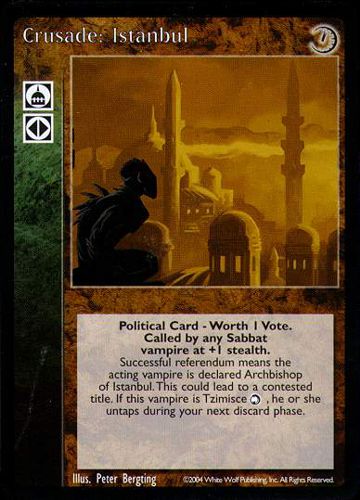 Crusade: Istanbul
Political Card - Worth 1 Vote.
Called by any Sabbat
vampire at +1 stealth.
Successful referendum means the
acting vampire is declared Archbishop
of Istanbul. This could lead to a contested
title. If this vampire is Tzimisce , he or she
untaps during your next discard phase.
Illus. Peter Bergting
©2004 White Wolf Publishing, Inc. All Rights Reserved.